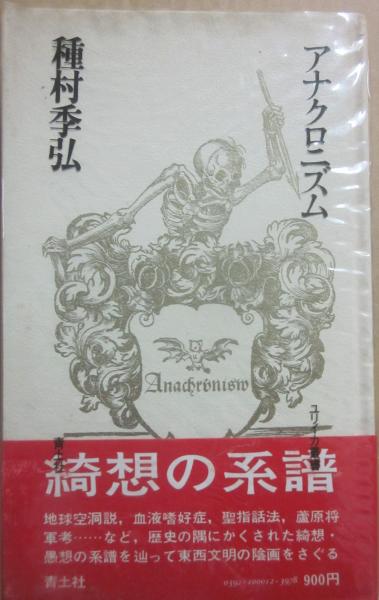 アナクロニズム
種村季弘
Anachronism
ユリイカ叢書
青土社
綺想の系譜
地球空洞説，血液嗜好症，聖指話法，蘆原将
軍考……など，歴史の隅にかくされた綺想・
愚想の系譜を辿って東西文明の陰画をさぐる
青土社
0392-200012-3978 900円